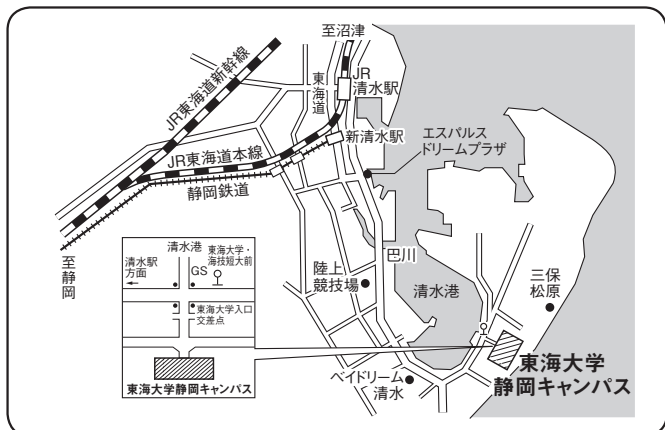 至沼津
JR東海道新幹線
東海道
JR
清水駅
新清水駅
エスパルス
ドリームプラザ
JR東海道本線
静岡鉄道
至静岡
清水港
東海大学・
海技短大前
清水駅
方面
GS
東海大学入口
交差点
東海大学静岡キャンパス
陸上
競技場
巴川
清水港
三保
松原
東海大学
静岡キャンパス
ベイドリーム
清水